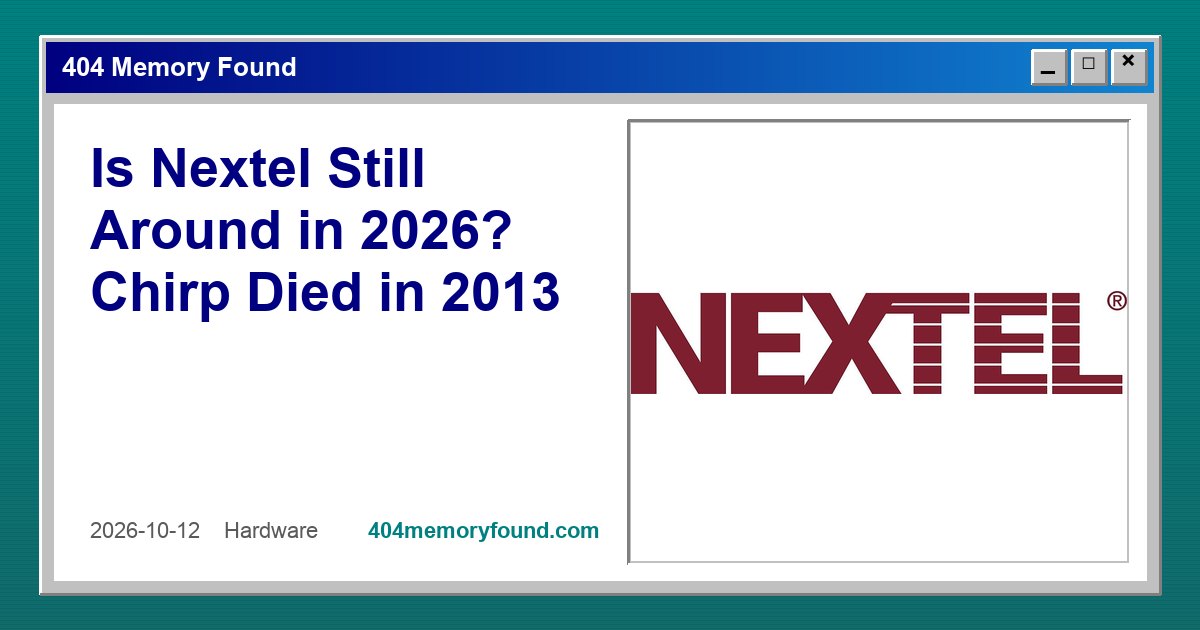 404 Memory Found
Is Nextel Still
Around in 2026?
Chirp Died in 2013
NEXTEL®
2026-10-12 Hardware 404memoryfound.com